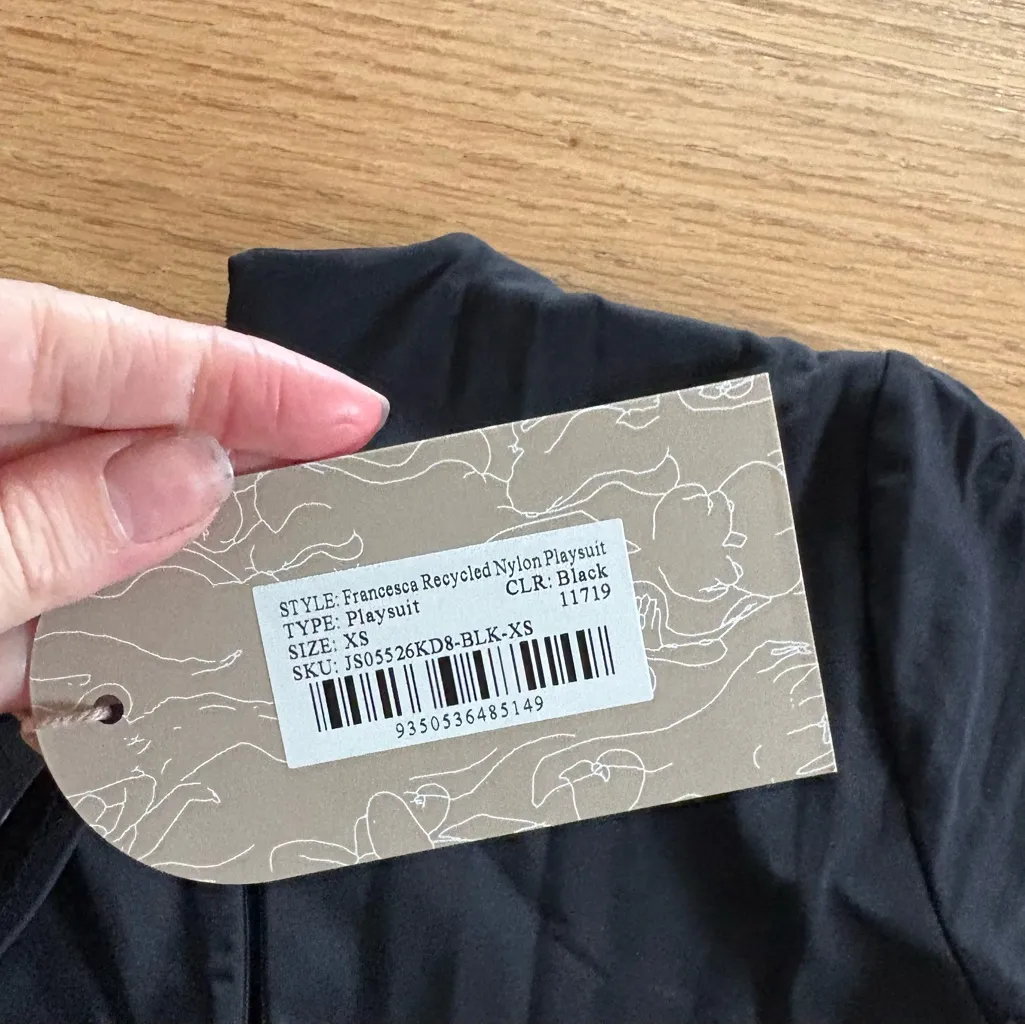 STYLE: Francesca Recycled Nylon Playsuit
TYPE: Playsuit CLR: Black
SIZE: XS 11719
SKU: JS05526KD8-BLK-XS
9350536485149